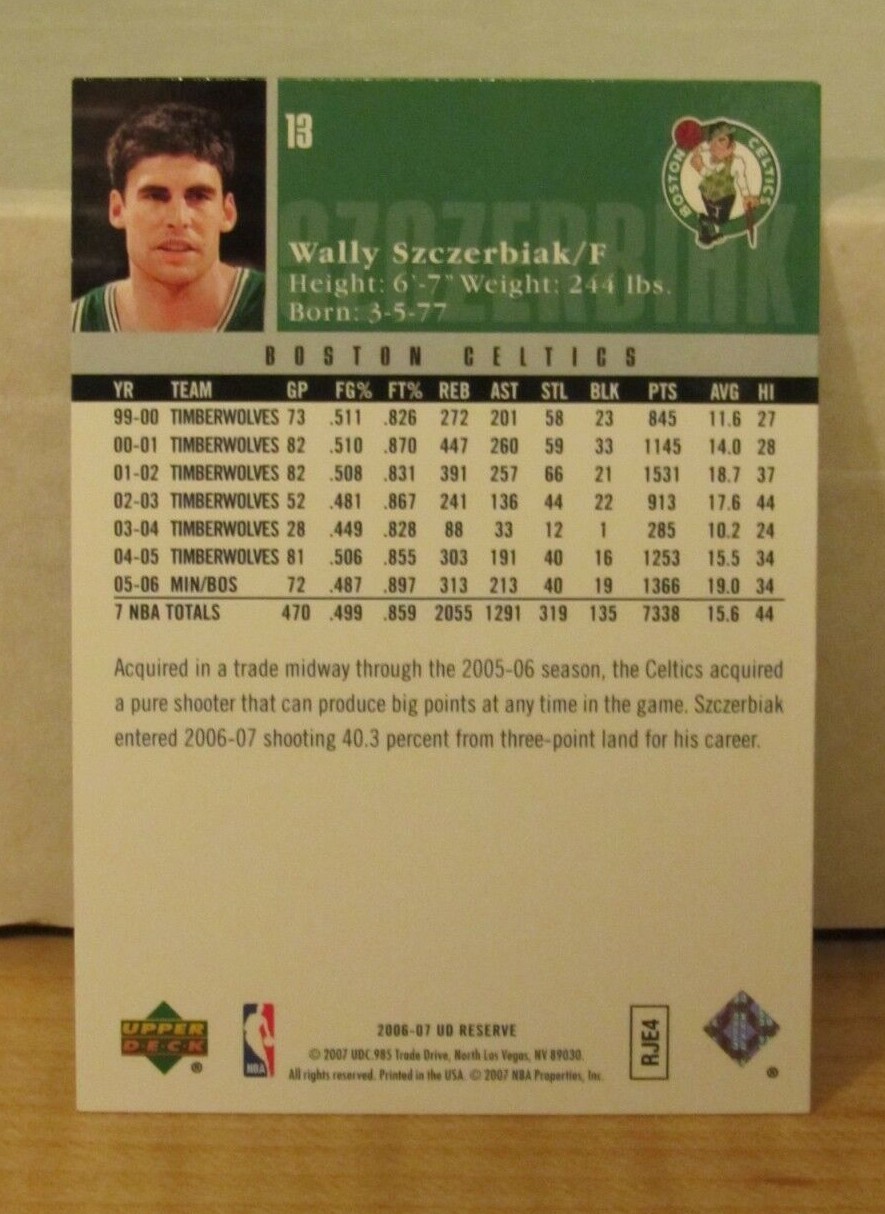 13
BOSTON CELTICS
SZCZERBIAK
Wally Szczerbiak/F
Height: 6'-7" Weight: 244 lbs.
Born: 3-5-77
BOSTON CELTICS
YR TEAM GP FG% FT% REB AST STL BLK PTS AVG HI
99-00 TIMBERWOLVES 73 .511 .826 272 201 58 23 845 11.6 27
00-01 TIMBERWOLVES 82 .510 .870 447 260 59 33 1145 14.0 28
01-02 TIMBERWOLVES 82 .508 .831 391 257 66 21 1531 18.7 37
02-03 TIMBERWOLVES 52 .481 .867 241 136 44 22 913 17.6 44
03-04 TIMBERWOLVES 28 .449 .828 88 33 12 1 285 10.2 24
04-05 TIMBERWOLVES 81 .506 .855 303 191 40 16 1253 15.5 34
05-06 MIN/BOS 72 .487 .897 313 213 40 19 1366 19.0 34
7 NBA TOTALS 470 .499 .859 2055 1291 319 135 7338 15.6 44
Acquired in a trade midway through the 2005-06 season, the Celtics acquired
a pure shooter that can produce big points at any time in the game. Szczerbiak
entered 2006-07 shooting 40.3 percent from three-point land for his career.
UPPER
DECK
®
NBA
2006-07 UD RESERVE
© 2007 UDC. 985 Trade Drive, North Las Vegas, NV 89030.
All rights reserved. Printed in the USA. © 2007 NBA Properties, Inc.
RJE4
®